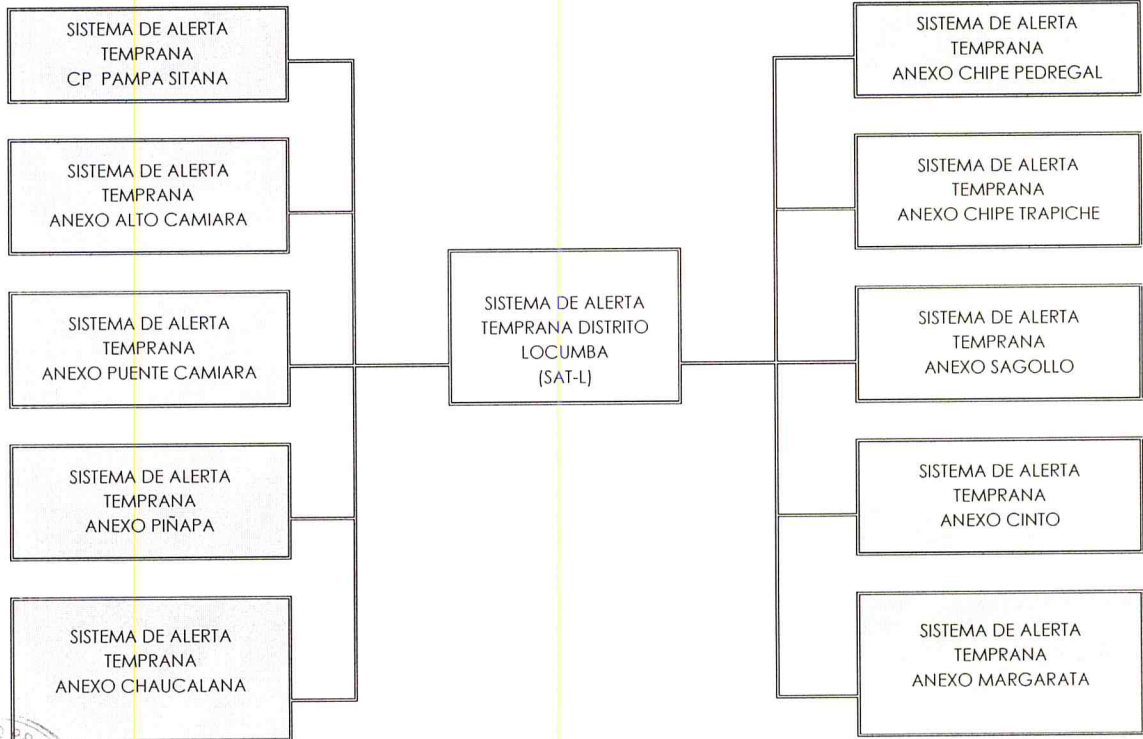 SISTEMA DE ALERTA
TEMPRANA
CP PAMPA SITANA
SISTEMA DE ALERTA
TEMPRANA
ANEXO ALTO CAMIARA
SISTEMA DE ALERTA
TEMPRANA
ANEXO PUENTE CAMIARA
SISTEMA DE ALERTA
TEMPRANA
ANEXO PIÑAPA
SISTEMA DE ALERTA
TEMPRANA
ANEXO CHAUCALANA
SISTEMA DE ALERTA
TEMPRANA DISTRITO
LOCUMBA
(SAT-L)
SISTEMA DE ALERTA
TEMPRANA
ANEXO CHIPE PEDREGAL
SISTEMA DE ALERTA
TEMPRANA
ANEXO CHIPE TRAPICHE
SISTEMA DE ALERTA
TEMPRANA
ANEXO SAGOLLO
SISTEMA DE ALERTA
TEMPRANA
ANEXO CINTO
SISTEMA DE ALERTA
TEMPRANA
ANEXO MARGARATA